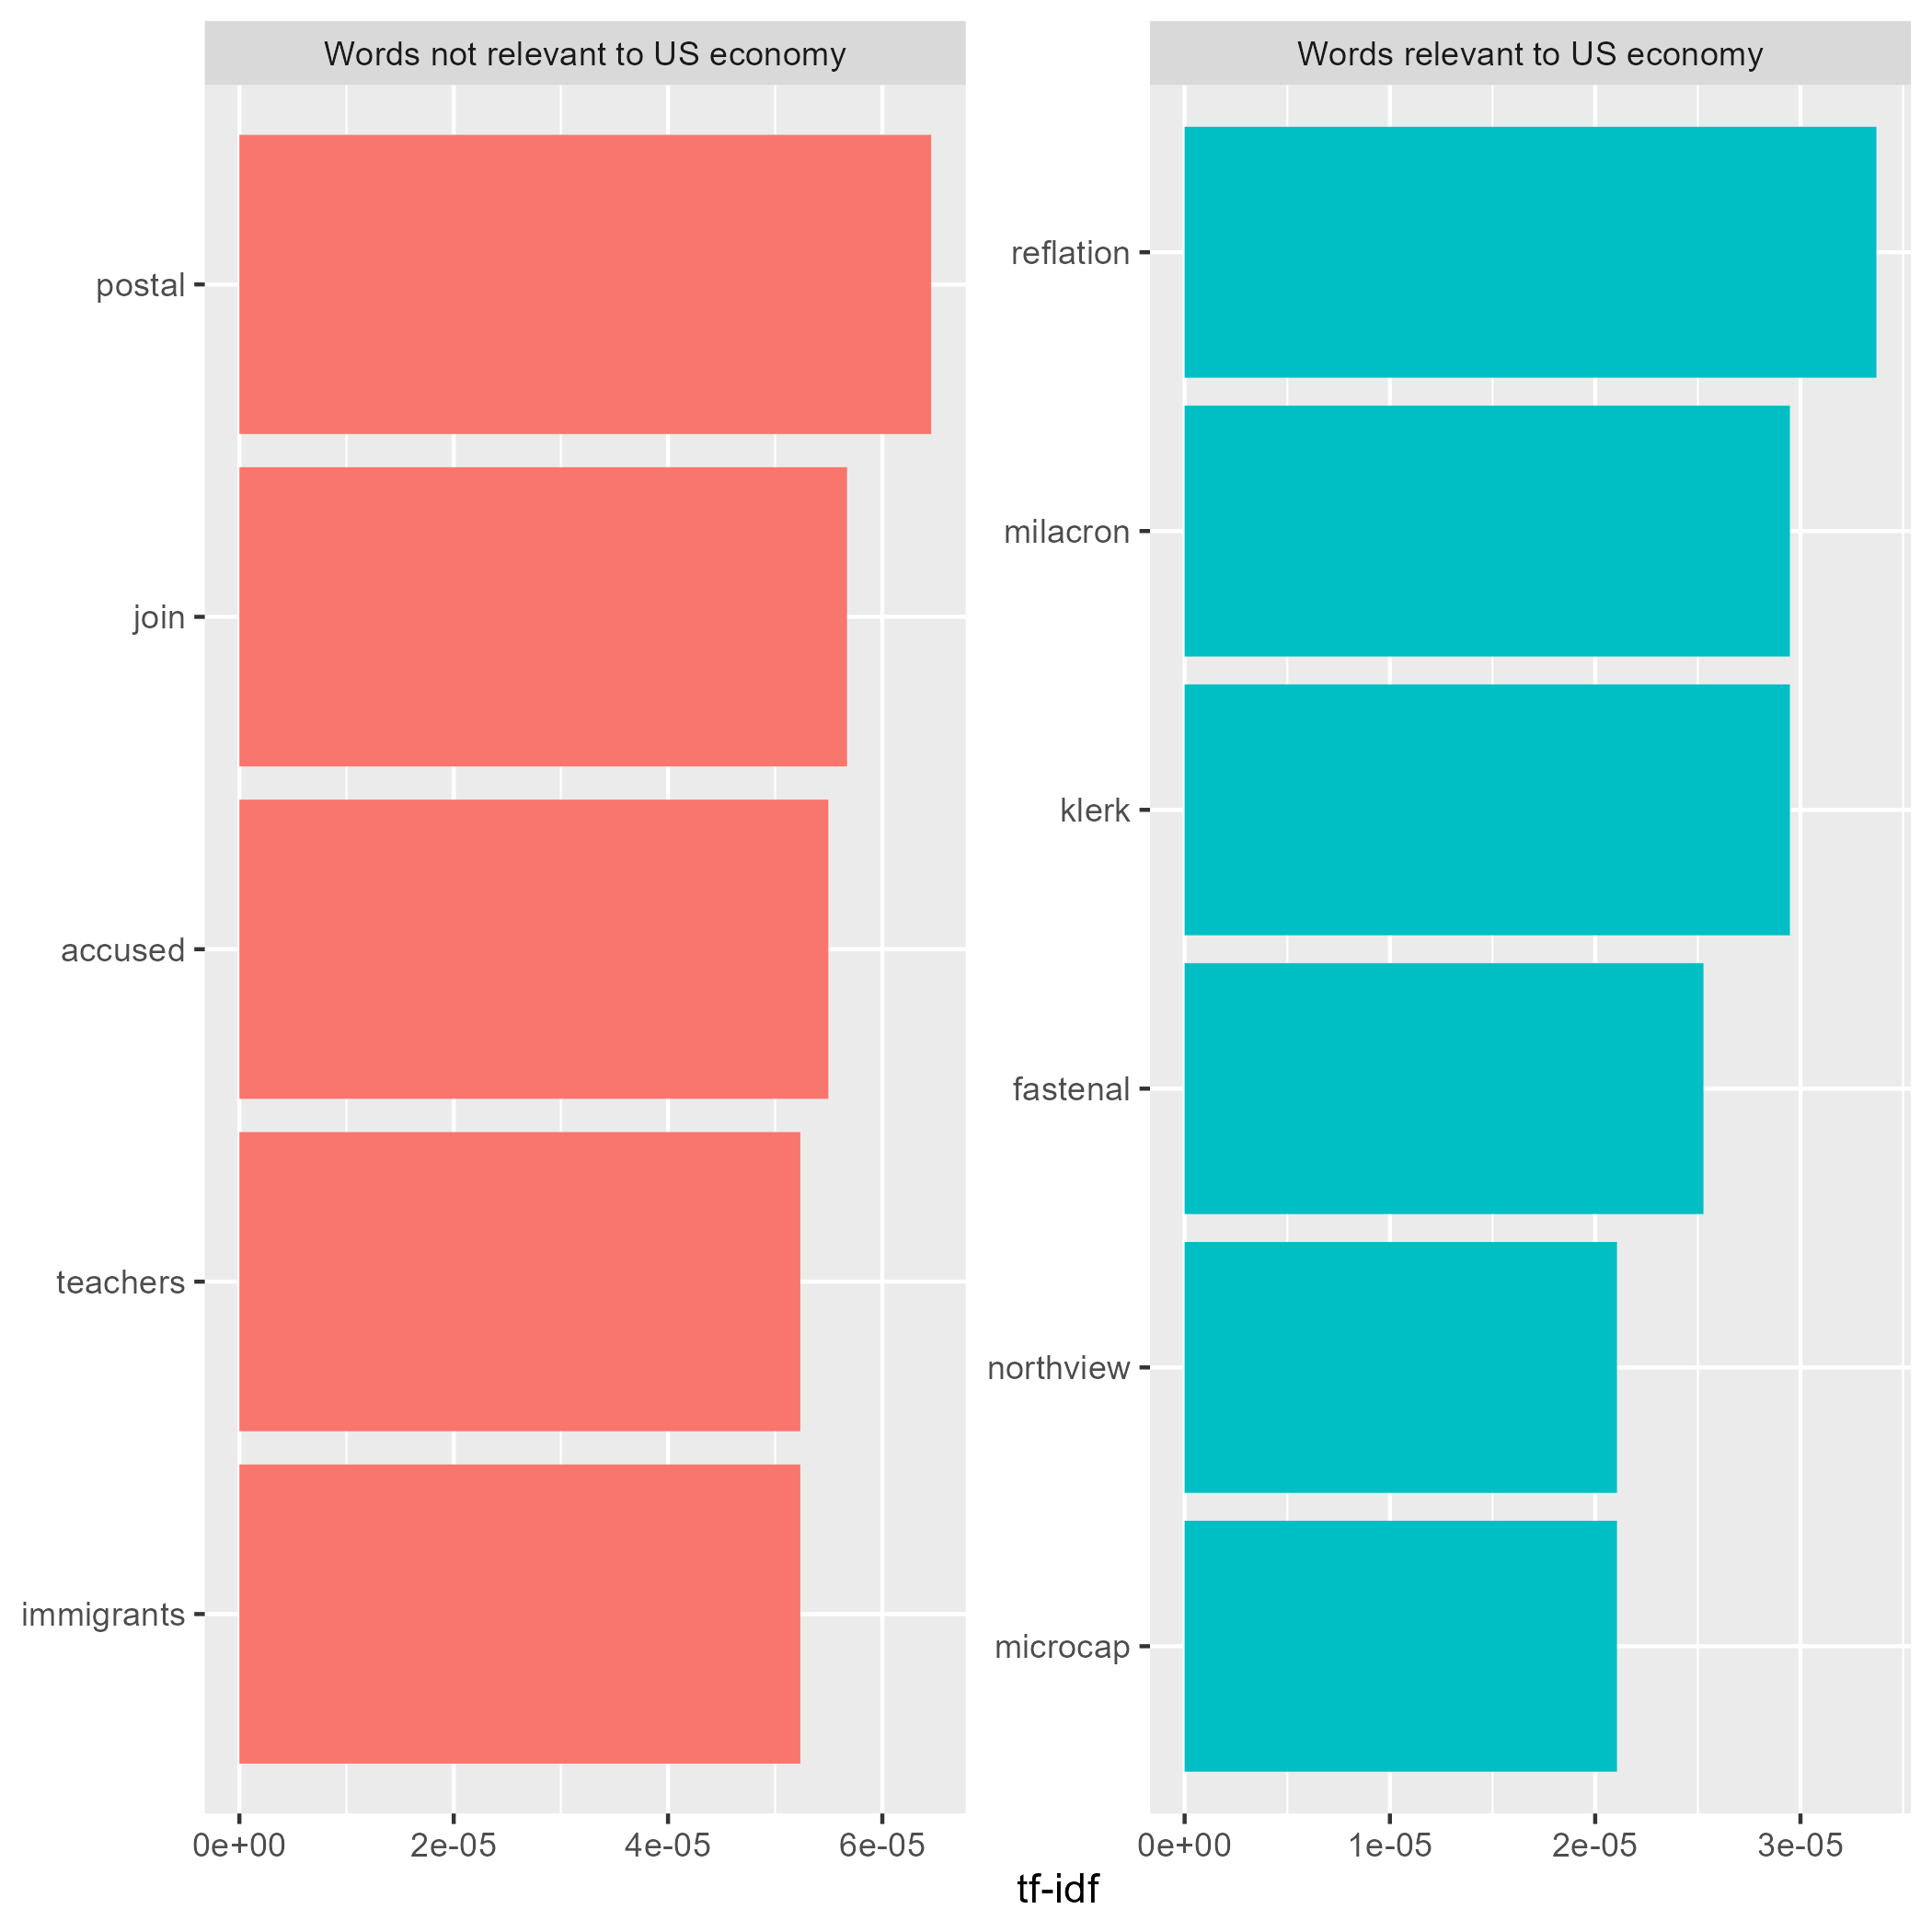 Words not relevant to US economy
postal
join
accused
teachers
immigrants
0e+00 2e-05 4e-05 6e-05
Words relevant to US economy
reflation
milacron
klerk
fastenal
northview
microcap
0e+00 1e-05 2e-05 3e-05
tf-idf